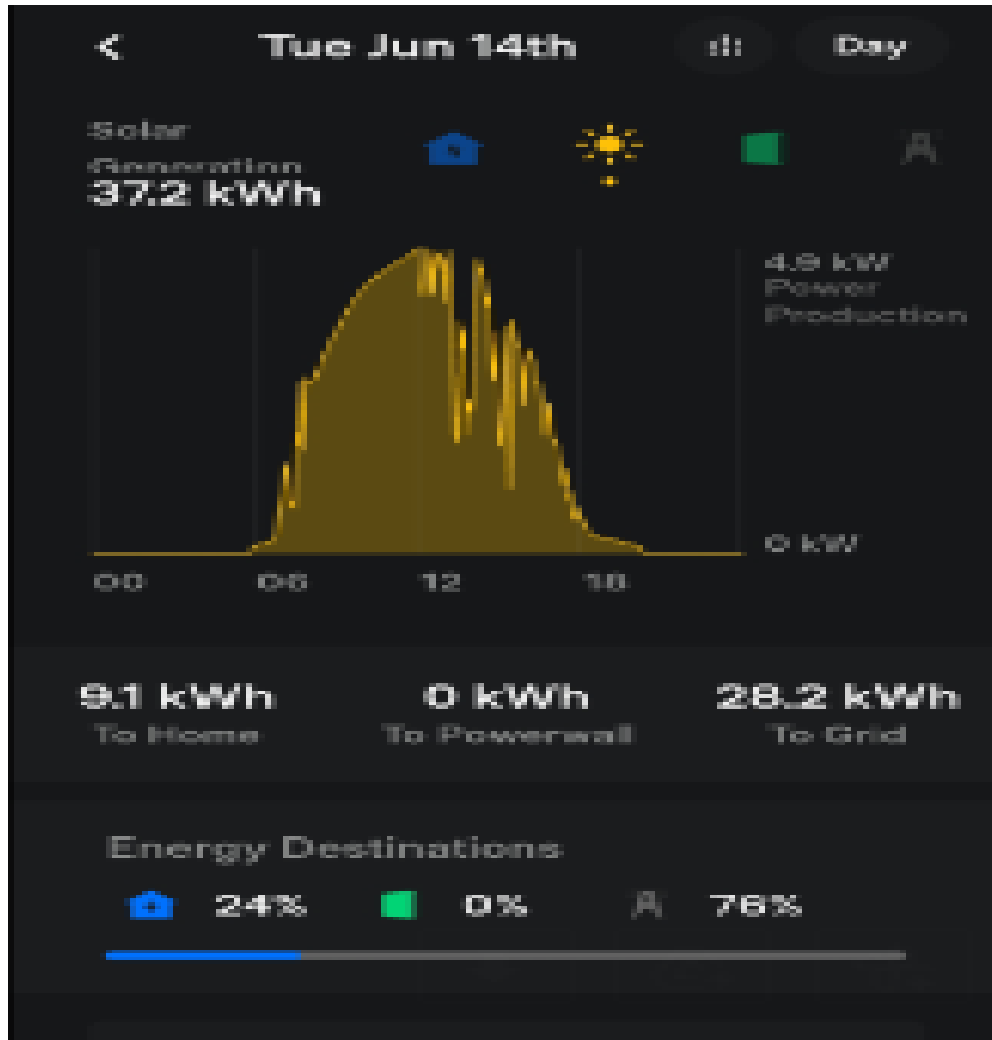 < Tue Jun 14th Day
Solar
Generation
37.2 kWh
4.9 kW
Power
Production
0 kW
00 06 12 18
9.1 kWh 0 kWh 28.2 kWh
To Home To Powerwall To Grid
Energy Destinations
24% 0% 76%